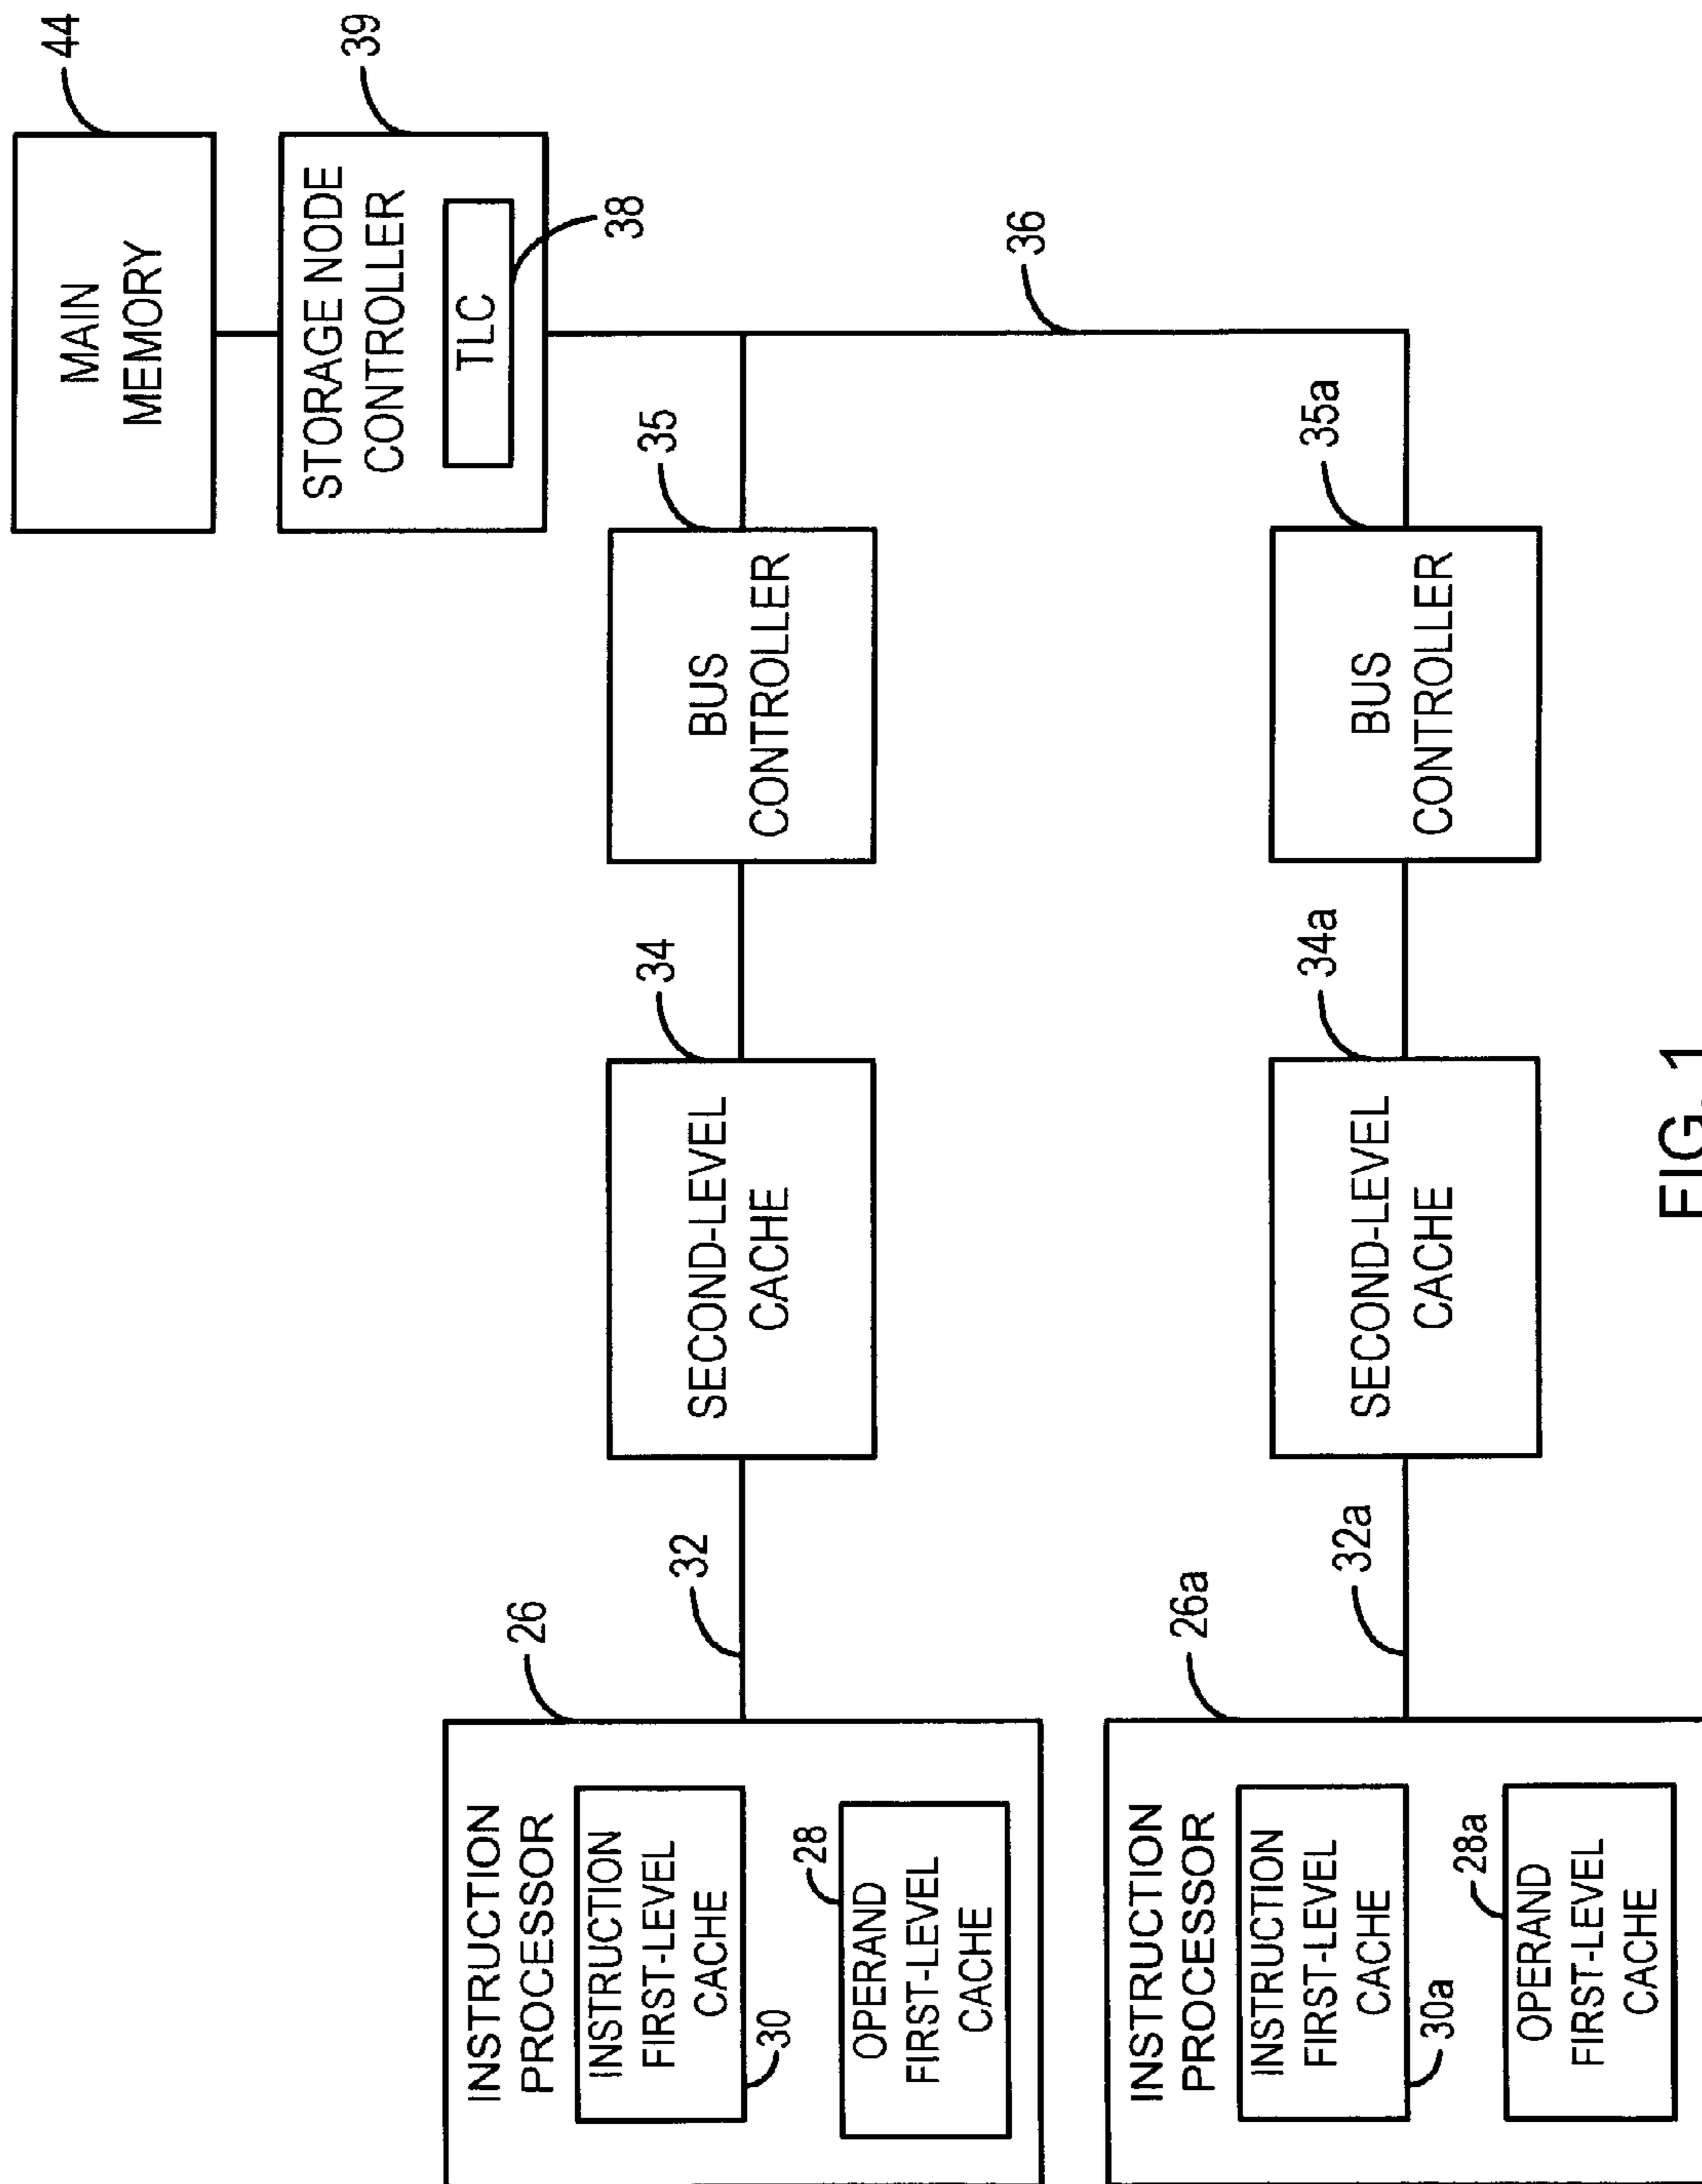 INSTRUCTION
PROCESSOR
INSTRUCTION
FIRST-LEVEL
CACHE
30
28
OPERAND
FIRST-LEVEL
CACHE
26
32
SECOND-LEVEL
CACHE
34
BUS
CONTROLLER
35
MAIN
MEMORY
44
STORAGE NODE
CONTROLLER
TLC
39
38
36
INSTRUCTION
PROCESSOR
INSTRUCTION
FIRST-LEVEL
CACHE
30a
28a
OPERAND
FIRST-LEVEL
CACHE
26a
32a
SECOND-LEVEL
CACHE
34a
BUS
CONTROLLER
35a
FIG. 1